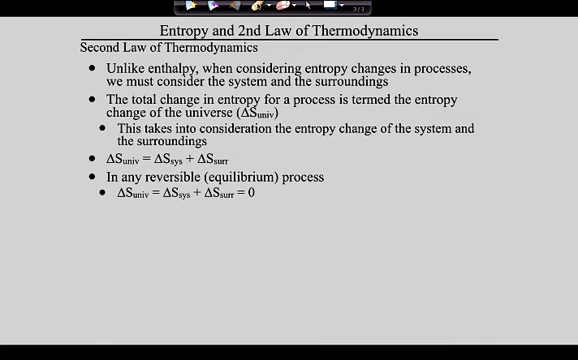 3/3
Entropy and 2nd Law of Thermodynamics
Second Law of Thermodynamics
• Unlike enthalpy, when considering entropy changes in processes,
we must consider the system and the surroundings
• The total change in entropy for a process is termed the entropy
change of the universe (ΔSuniv)
• This takes into consideration the entropy change of the system and
the surroundings
• ΔSuniv = ΔSsys + ΔSsurr
• In any reversible (equilibrium) process
• ΔSuniv = ΔSsys + ΔSsurr = 0